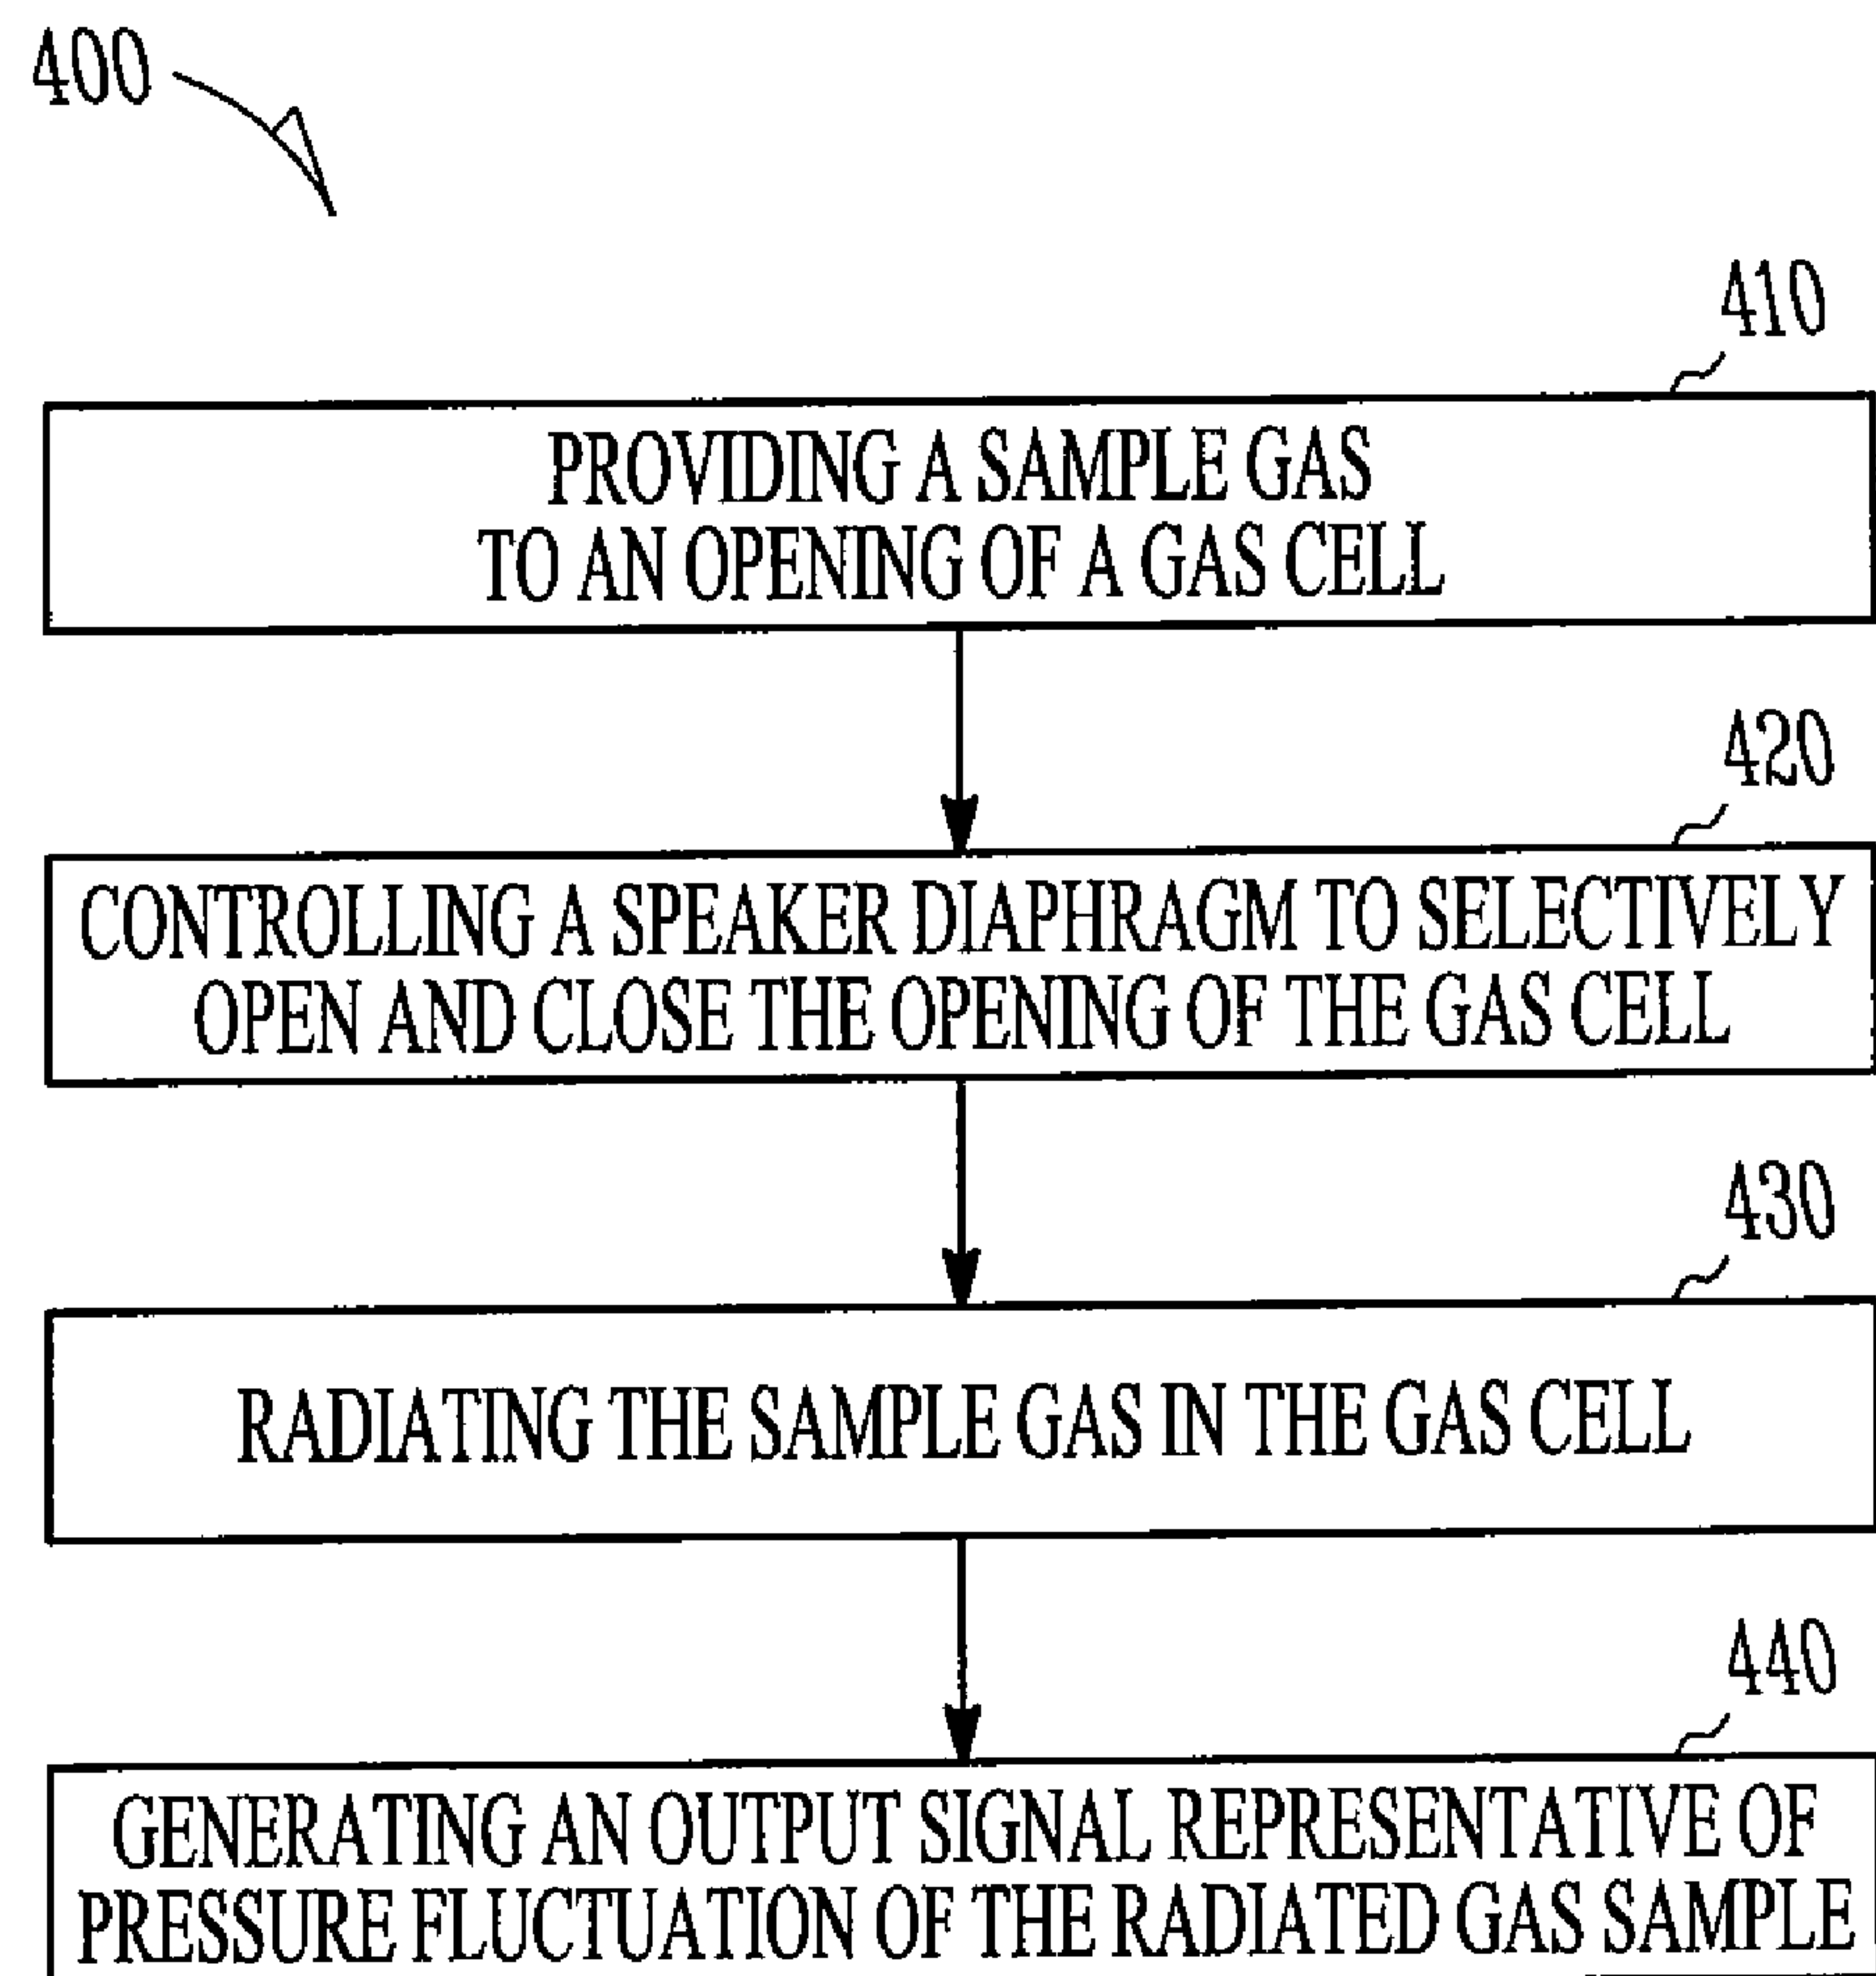 400
410
PROVIDING A SAMPLE GAS
TO AN OPENING OF A GAS CELL
420
CONTROLLING A SPEAKER DIAPHRAGM TO SELECTIVELY
OPEN AND CLOSE THE OPENING OF THE GAS CELL
430
RADIATING THE SAMPLE GAS IN THE GAS CELL
440
GENERATING AN OUTPUT SIGNAL REPRESENTATIVE OF
PRESSURE FLUCTUATION OF THE RADIATED GAS SAMPLE